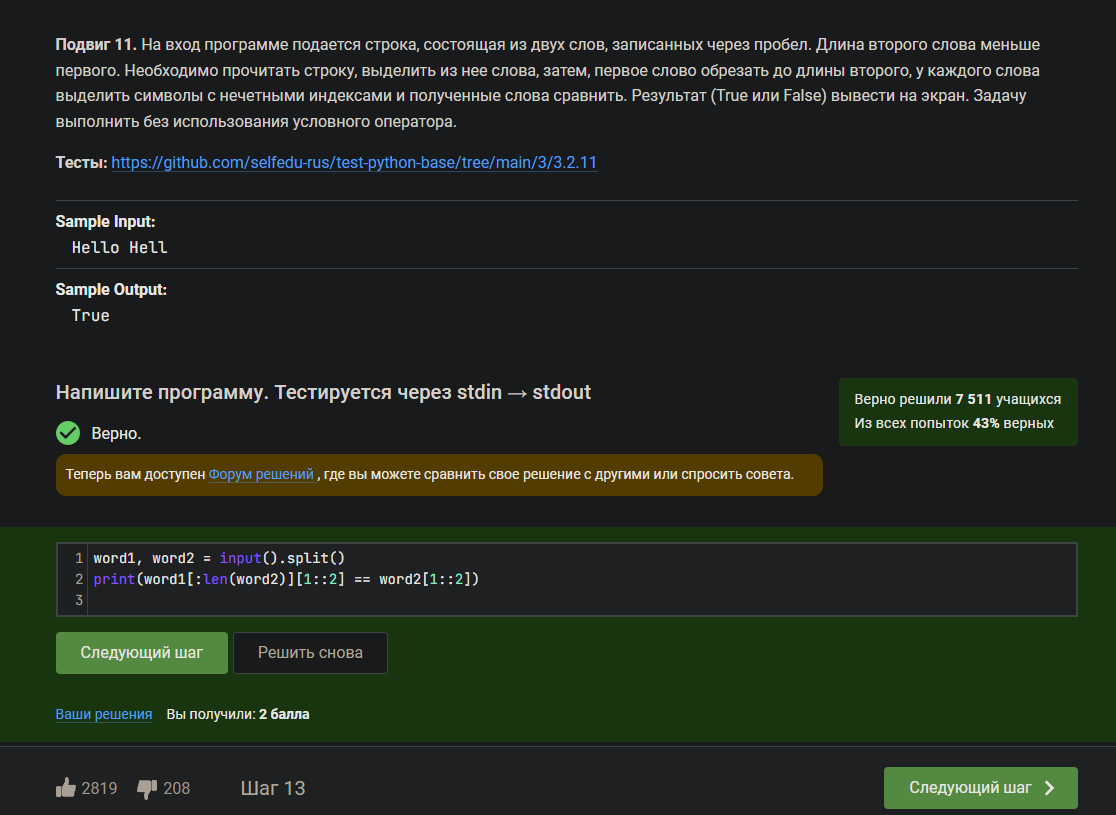 Подвиг 11. На вход программе подается строка, состоящая из двух слов, записанных через пробел. Длина второго слова меньше
первого. Необходимо прочитать строку, выделить из нее слова, затем, первое слово обрезать до длины второго, у каждого слова
выделить символы с нечетными индексами и полученные слова сравнить. Результат (True или False) вывести на экран. Задачу
выполнить без использования условного оператора.
Тесты: https://github.com/selfedu-rus/test-python-base/tree/main/3/3.2.11
Sample Input:
Hello Hell
Sample Output:
True
Напишите программу. Тестируется через stdin → stdout
Верно решили 7 511 учащихся
Из всех попыток 43% верных
Верно.
Теперь вам доступен Форум решений , где вы можете сравнить свое решение с другими или спросить совета.
1 word1, word2 = input().split()
2 print(word1[:len(word2)][1::2] == word2[1::2])
3
Следующий шаг Решить снова
Ваши решения Вы получили: 2 балла
2819 208 Шаг 13 Следующий шаг